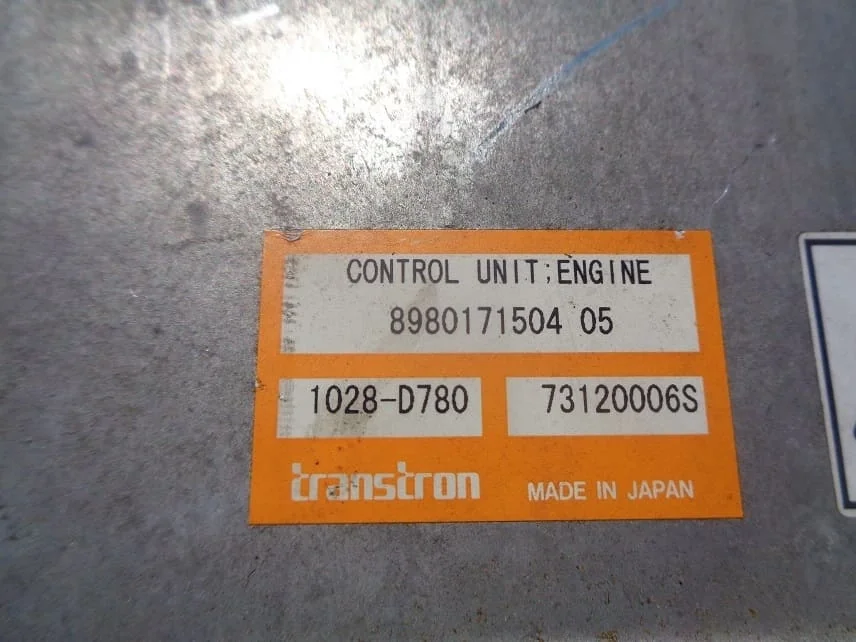 CONTROL UNIT;ENGINE
8980171504 05
1028-D780 73120006S
transtron MADE IN JAPAN